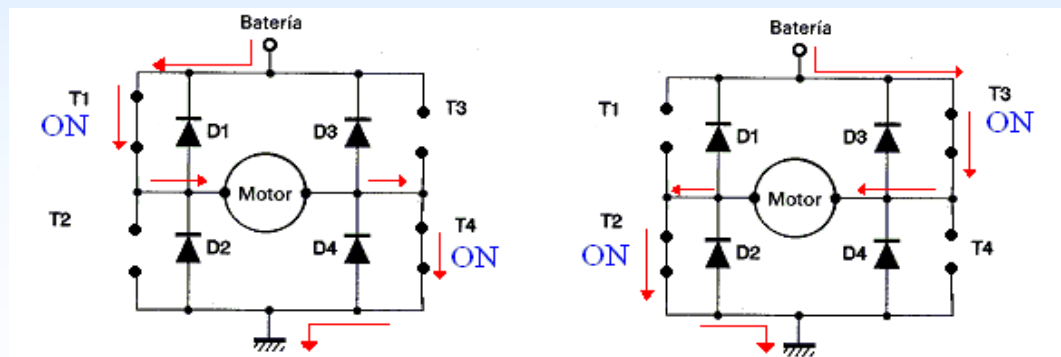 Batería
T1
ON
D1
D3
T3
Motor
T2
D2
D4
T4
ON
Batería
T1
D1
D3
T3
ON
Motor
T2
ON
D2
D4
T4